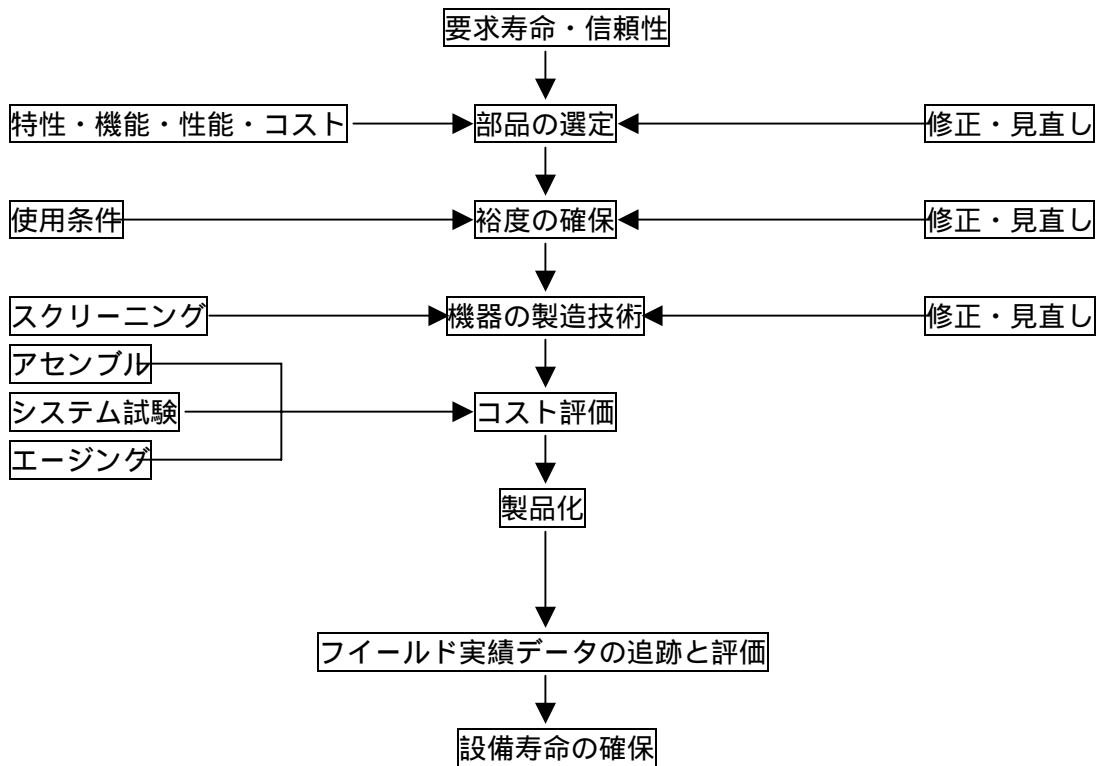 要求寿命・信頼性
特性・機能・性能・コスト
部品の選定
修正・見直し
使用条件
裕度の確保
修正・見直し
スクリーニング
機器の製造技術
修正・見直し
アセンブル
システム試験
コスト評価
エージング
製品化
フイールド実績データの追跡と評価
設備寿命の確保